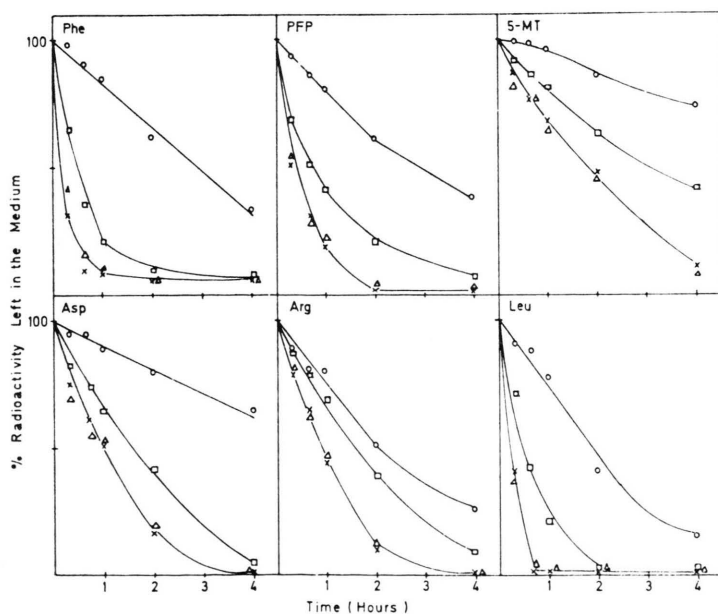 Phe
PFP
5-MT
100
Asp
Arg
Leu
100
% Radioactivity Left in the Medium
1 2 3 4 1 2 3 4 1 2 3 4
Time (Hours)